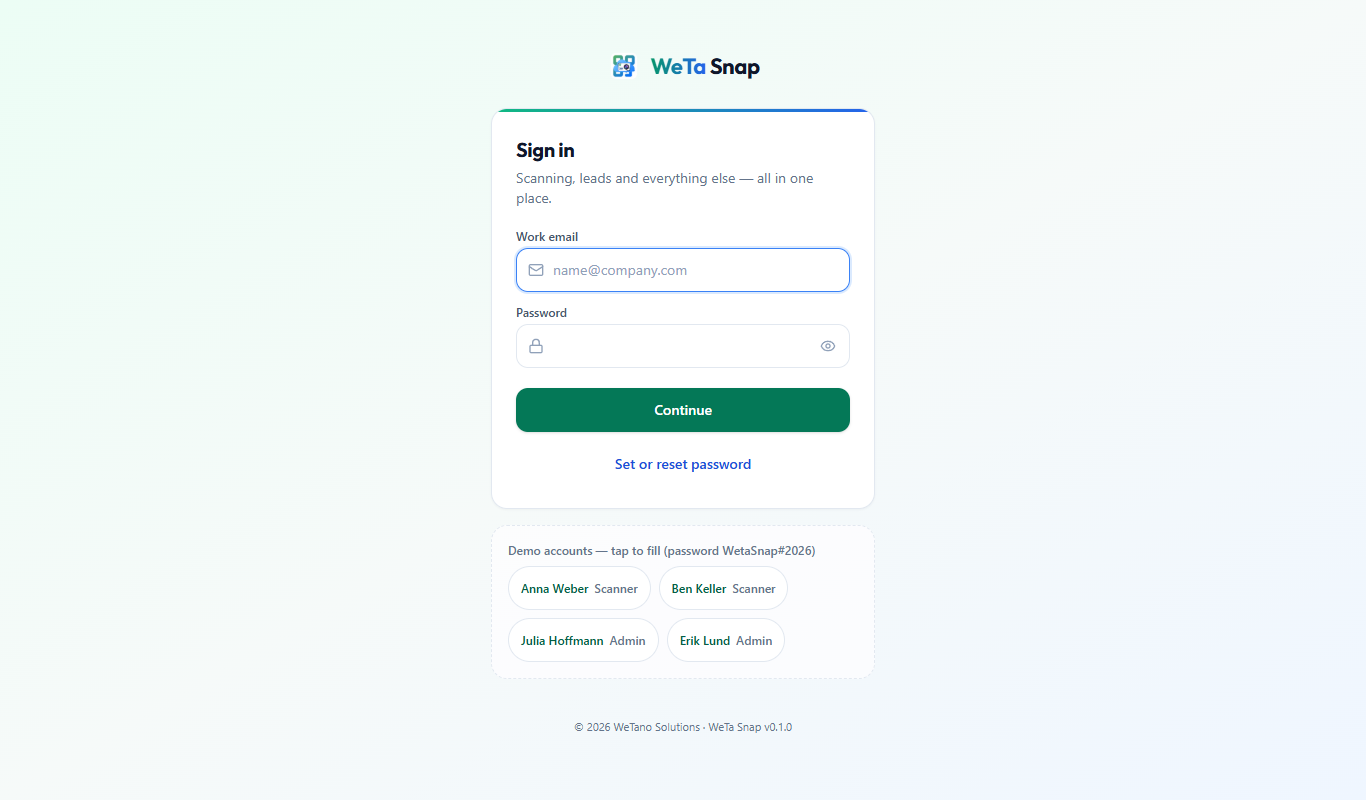 WeTa Snap
Sign in
Scanning, leads and everything else — all in one
place.
Work email
name@company.com
Password
Continue
Set or reset password
Demo accounts — tap to fill (password WetaSnap#2026)
Anna Weber Scanner
Ben Keller Scanner
Julia Hoffmann Admin
Erik Lund Admin
© 2026 WeTano Solutions · WeTa Snap v0.1.0